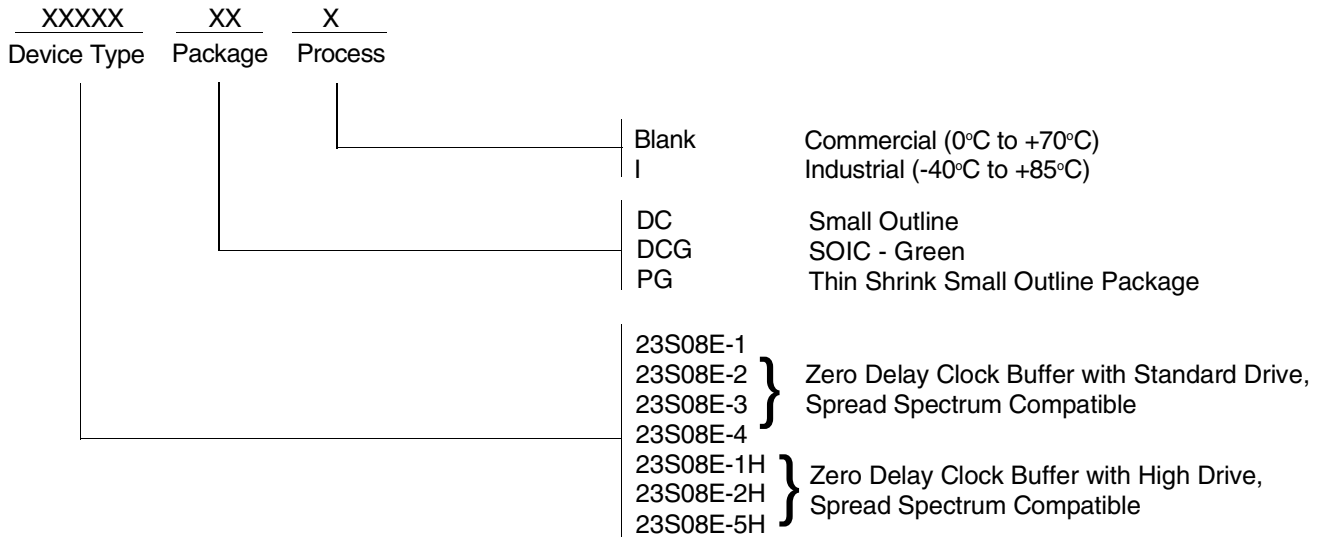 XXXXX XX X
Device Type Package Process
Blank Commercial (0°C to +70°C)
I Industrial (-40°C to +85°C)
DC Small Outline
DCG SOIC - Green
PG Thin Shrink Small Outline Package
23S08E-1
23S08E-2 } Zero Delay Clock Buffer with Standard Drive,
23S08E-3 Spread Spectrum Compatible
23S08E-4
23S08E-1H } Zero Delay Clock Buffer with High Drive,
23S08E-2H Spread Spectrum Compatible
23S08E-5H